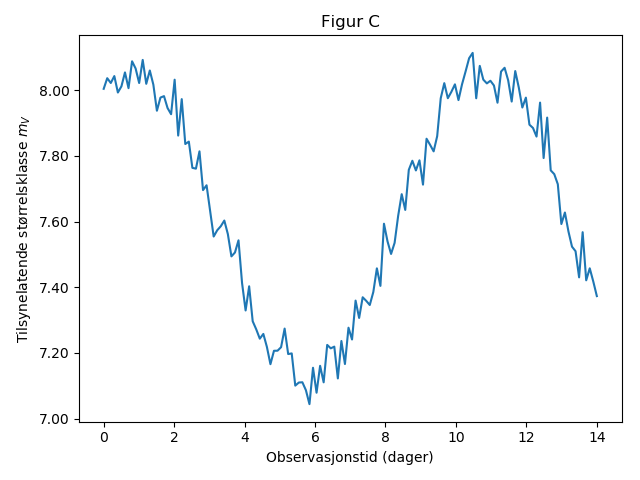 Figur C
Tilsynelatende størrelsklasse m_V
8.00
7.80
7.60
7.40
7.20
7.00
0 2 4 6 8 10 12 14
Observasjonstid (dager)